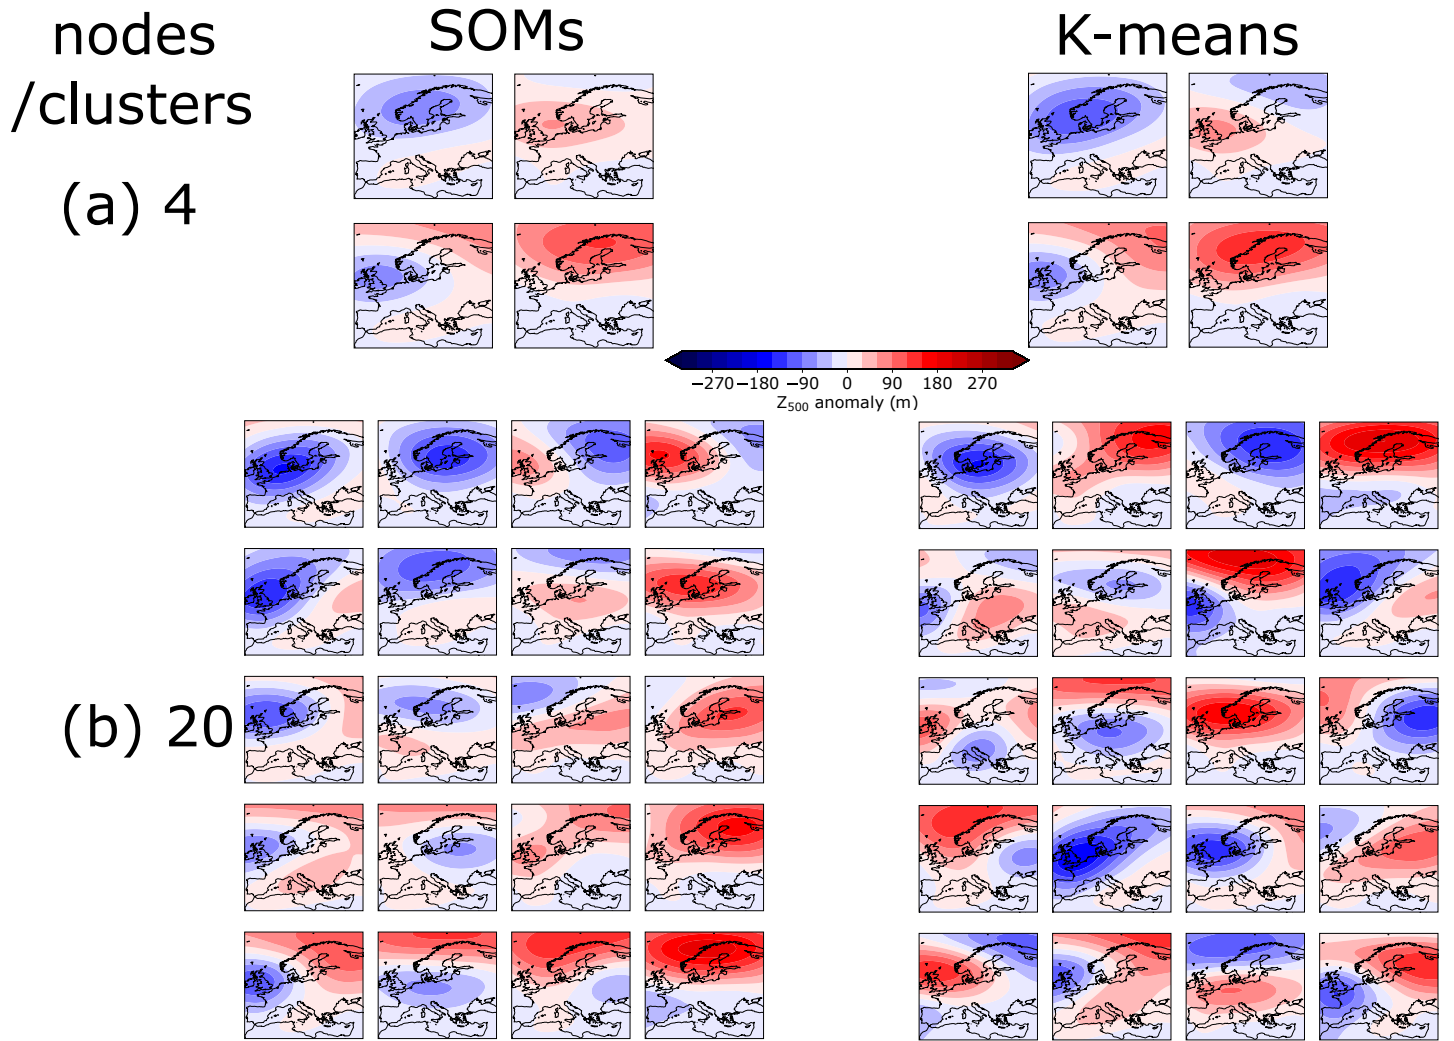 nodes
/clusters
SOMs
K-means
(a) 4
−270 −180 −90 0 90 180 270
Z₅₀₀ anomaly (m)
(b) 20